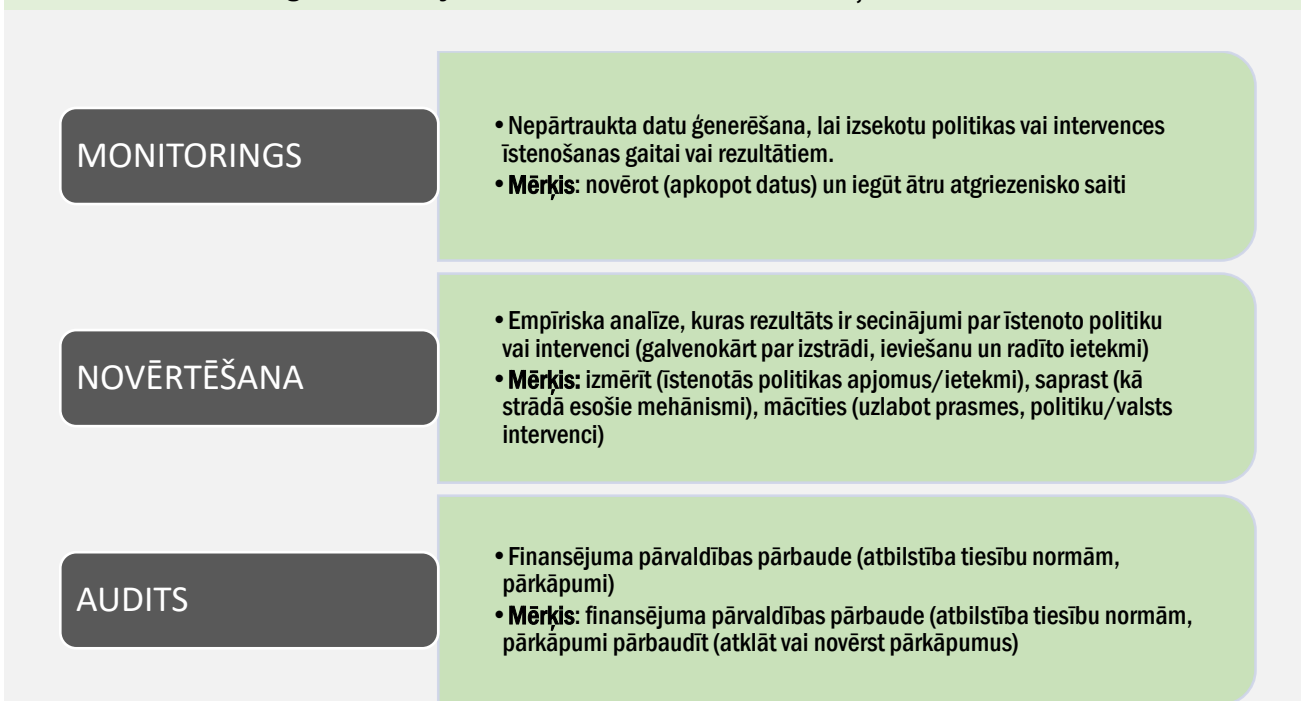 MONITORINGS
•Nepārtraukta datu ģenerēšana, lai izsekotu politikas vai intervences
īstenošanas gaitai vai rezultātiem.
•Mērķis: novērot (apkopot datus) un iegūt ātru atgriezenisko saiti
NOVĒRTĒŠANA
•Empīriska analīze, kuras rezultāts ir secinājumi par īstenoto politiku
vai intervenci (galvenokārt par izstrādi, ieviešanu un radīto ietekmi)
•Mērķis: izmērīt (īstenotās politikas apjomus/ietekmi), saprast (kā
strādā esošie mehānismi), mācīties (uzlabot prasmes, politiku/valsts
intervenci)
AUDITS
•Finansējuma pārvaldības pārbaude (atbilstība tiesību normām,
pārkāpumi)
•Mērķis: finansējuma pārvaldības pārbaude (atbilstība tiesību normām,
pārkāpumi pārbaudīt (atklāt vai novērst pārkāpumus)